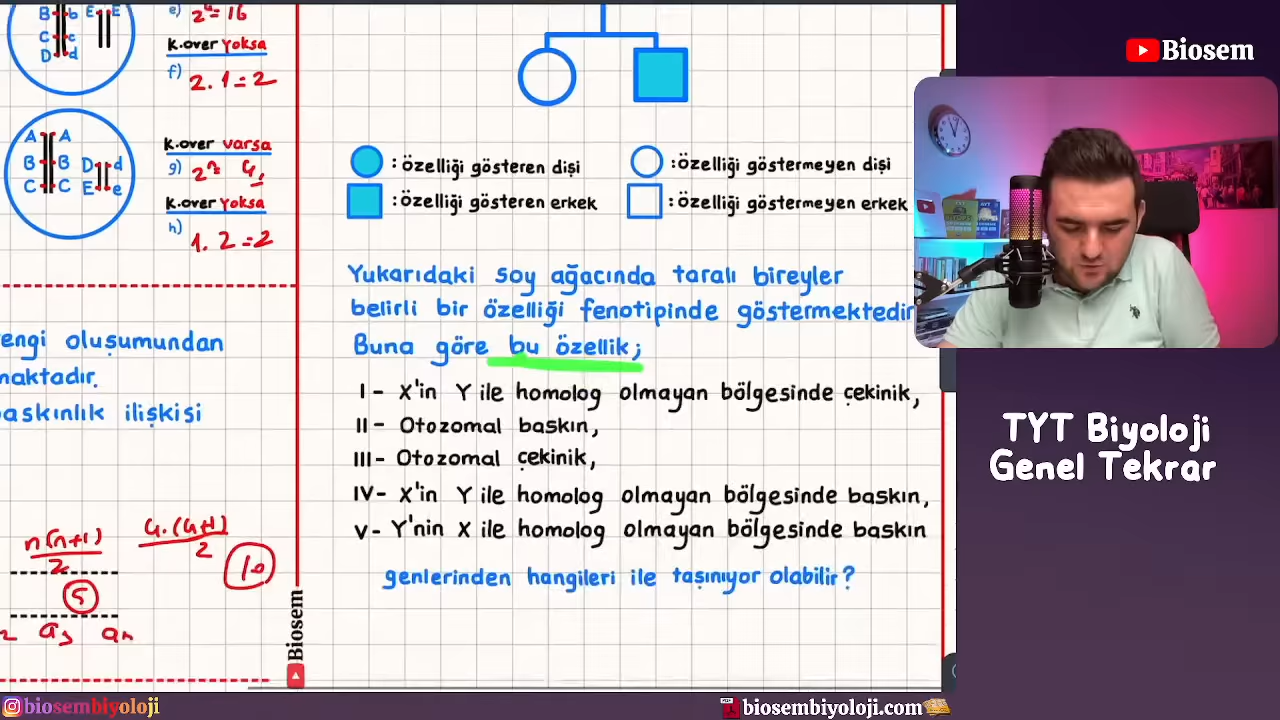 B b E E
C c
D d
e) 2⁴=16
K.over Yoksa
f) 2.1=2
A A
B B D d
C C E e
K.over varsa
g)
K.over Yoksa
h) 1.2=2
engi oluşumundan
maktadır.
baskınlık ilişkisi
n(n+1)
2
4.(4+1)
2
10
5
Biosem
:özelliği gösteren dişi
:özelliği göstermeyen dişi
:özelliği gösteren erkek
:özelliği göstermeyen erkek
Yukarıdaki soy ağacında taralı bireyler
belirli bir özelliği fenotipinde göstermektedir
Buna göre bu özellik;
I- X'in Y ile homolog olmayan bölgesinde çekinik,
II- Otozomal baskın,
III- Otozomal çekinik,
IV- X'in Y ile homolog olmayan bölgesinde baskın,
V- Y'nin X ile homolog olmayan bölgesinde baskın
genlerinden hangileri ile taşınıyor olabilir?
Biosem
TYT Biyoloji
Genel Tekrar
biosembiyoloji
biosembiyoloji.com